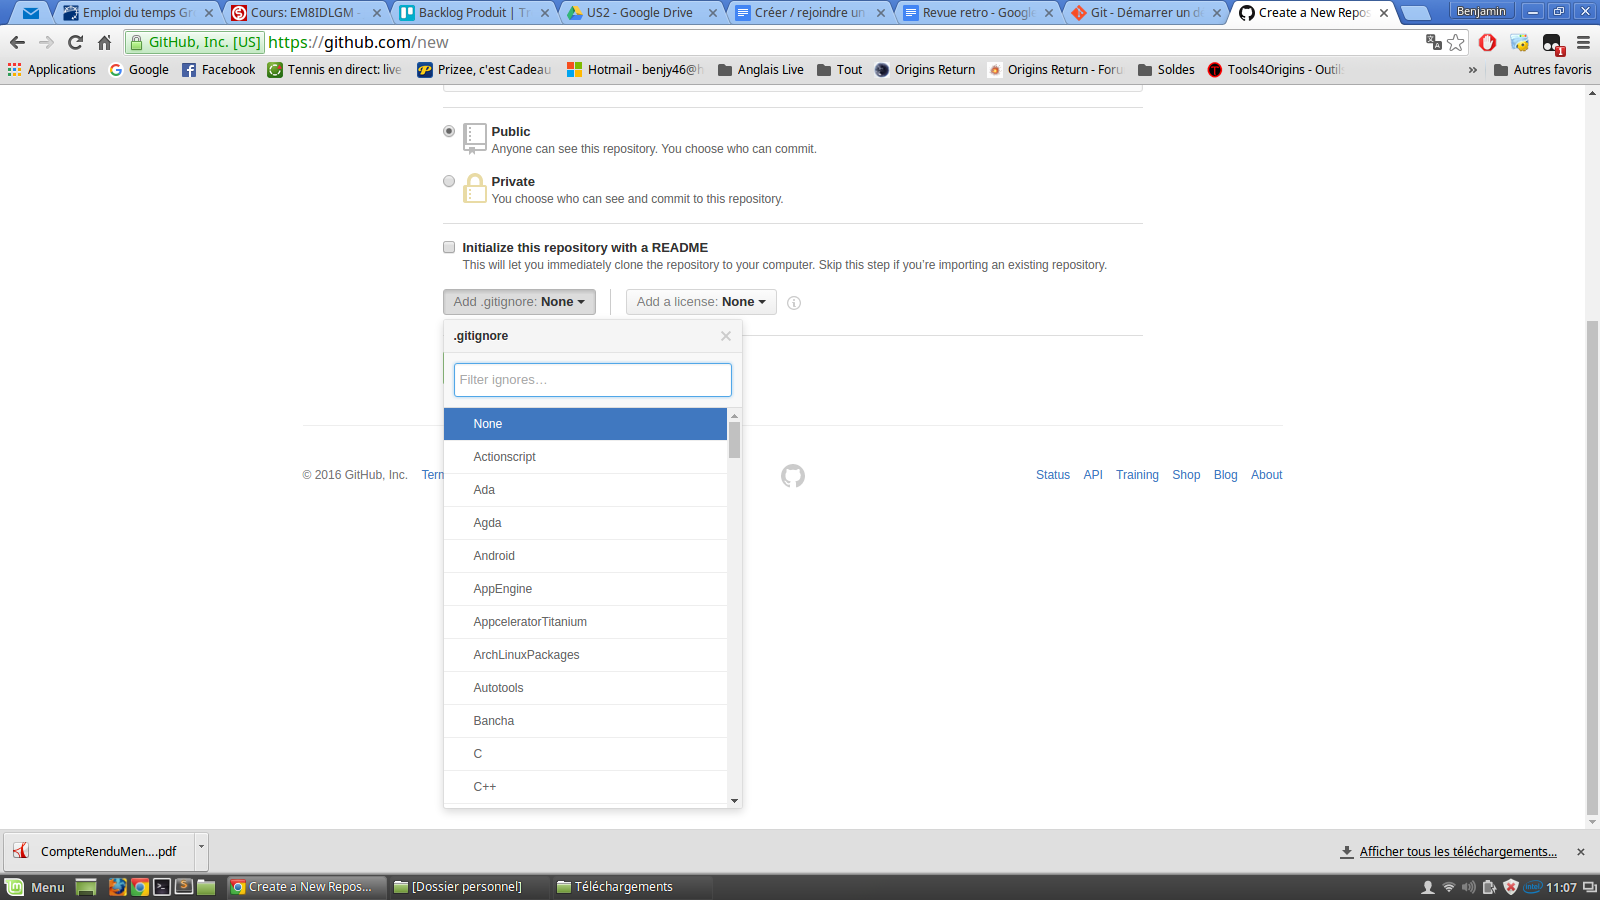 Emploi du temps Gr
Cours: EM8IDLGM -
Backlog Produit | Tr
US2 - Google Drive
Créer / rejoindre un
Revue retro - Google
Git - Démarrer un d
Create a New Repos
Benjamin
GitHub, Inc. [US] https://github.com/new
Applications
Google
Facebook
Tennis en direct: live
Prizee, c'est Cadeau
Hotmail - benjy46@h
Anglais Live
Tout
Origins Return
Origins Return - Foru
Soldes
Tools4Origins - Outils
»
Autres favoris
Public
Anyone can see this repository. You choose who can commit.
Private
You choose who can see and commit to this repository.
Initialize this repository with a README
This will let you immediately clone the repository to your computer. Skip this step if you're importing an existing repository.
Add .gitignore: None
Add a license: None
.gitignore
Filter ignores…
None
Actionscript
Ada
Agda
Android
AppEngine
AppceleratorTitanium
ArchLinuxPackages
Autotools
Bancha
C
C++
© 2016 GitHub, Inc. Term
Status API Training Shop Blog About
CompteRenduMen....pdf
Afficher tous les téléchargements...
Menu
Create a New Repos...
[Dossier personnel]
Téléchargements
11:07